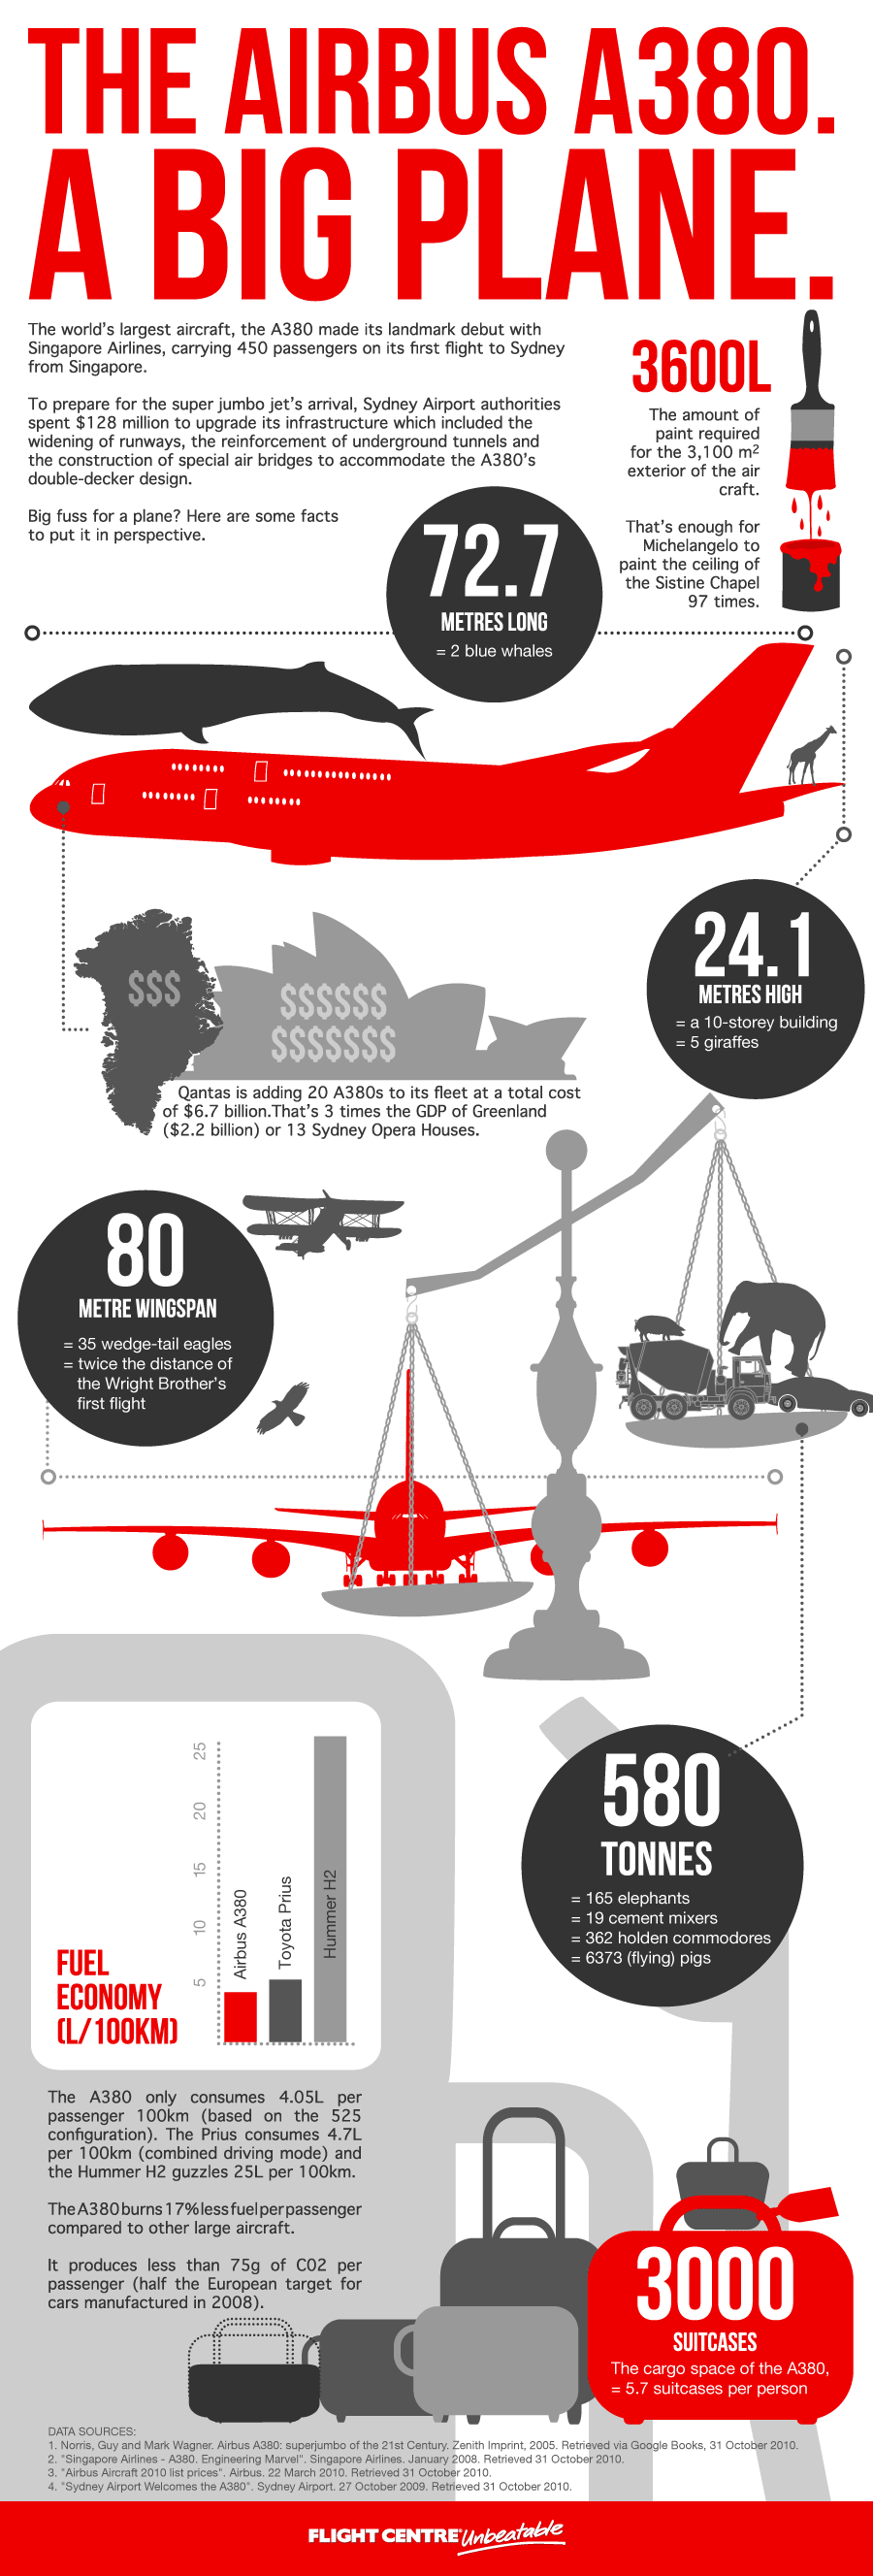 THE AIRBUS A380.
A BIG PLANE.
The world's largest aircraft, the A380 made its landmark debut with
Singapore Airlines, carrying 450 passengers on its first flight to Sydney
from Singapore.
To prepare for the super jumbo jet's arrival, Sydney Airport authorities
spent $128 million to upgrade its infrastructure which included the
widening of runways, the reinforcement of underground tunnels and
the construction of special air bridges to accommodate the A380's
double-decker design.
Big fuss for a plane? Here are some facts
to put it in perspective.
3600L
The amount of
paint required
for the 3,100 m²
exterior of the air
craft.
That's enough for
Michelangelo to
paint the ceiling of
the Sistine Chapel
97 times.
72.7
METRES LONG
= 2 blue whales
24.1
METRES HIGH
= a 10-storey building
= 5 giraffes
$$$
$$$$$$
$$$$$$$
Qantas is adding 20 A380s to its fleet at a total cost
of $6.7 billion.That's 3 times the GDP of Greenland
($2.2 billion) or 13 Sydney Opera Houses.
80
METRE WINGSPAN
= 35 wedge-tail eagles
= twice the distance of
the Wright Brother's
first flight
580
TONNES
= 165 elephants
= 19 cement mixers
= 362 holden commodores
= 6373 (flying) pigs
FUEL
ECONOMY
(L/100KM)
5
10
15
20
25
Airbus A380
Toyota Prius
Hummer H2
The A380 only consumes 4.05L per
passenger 100km (based on the 525
configuration). The Prius consumes 4.7L
per 100km (combined driving mode) and
the Hummer H2 guzzles 25L per 100km.
The A380 burns 17% less fuel per passenger
compared to other large aircraft.
It produces less than 75g of C02 per
passenger (half the European target for
cars manufactured in 2008).
3000
SUITCASES
The cargo space of the A380,
= 5.7 suitcases per person
DATA SOURCES:
1. Norris, Guy and Mark Wagner. Airbus A380: superjumbo of the 21st Century. Zenith Imprint, 2005. Retrieved via Google Books, 31 October 2010.
2. "Singapore Airlines - A380. Engineering Marvel". Singapore Airlines. January 2008. Retrieved 31 October 2010.
3. "Airbus Aircraft 2010 list prices". Airbus. 22 March 2010. Retrieved 31 October 2010.
4. "Sydney Airport Welcomes the A380". Sydney Airport. 27 October 2009. Retrieved 31 October 2010.
FLIGHT CENTRE Unbeatable